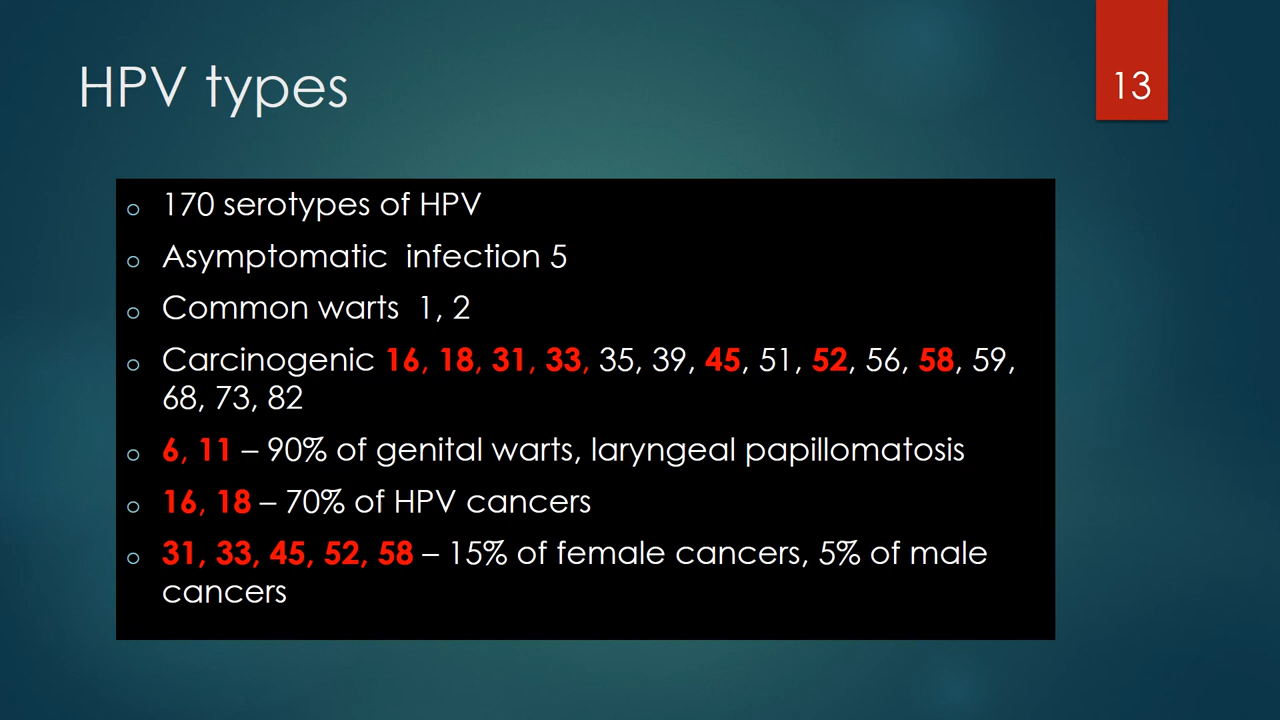 HPV types
13
o 170 serotypes of HPV
o Asymptomatic infection 5
o Common warts 1, 2
o Carcinogenic 16, 18, 31, 33, 35, 39, 45, 51, 52, 56, 58, 59,
68, 73, 82
o 6, 11 – 90% of genital warts, laryngeal papillomatosis
o 16, 18 – 70% of HPV cancers
o 31, 33, 45, 52, 58 – 15% of female cancers, 5% of male
cancers